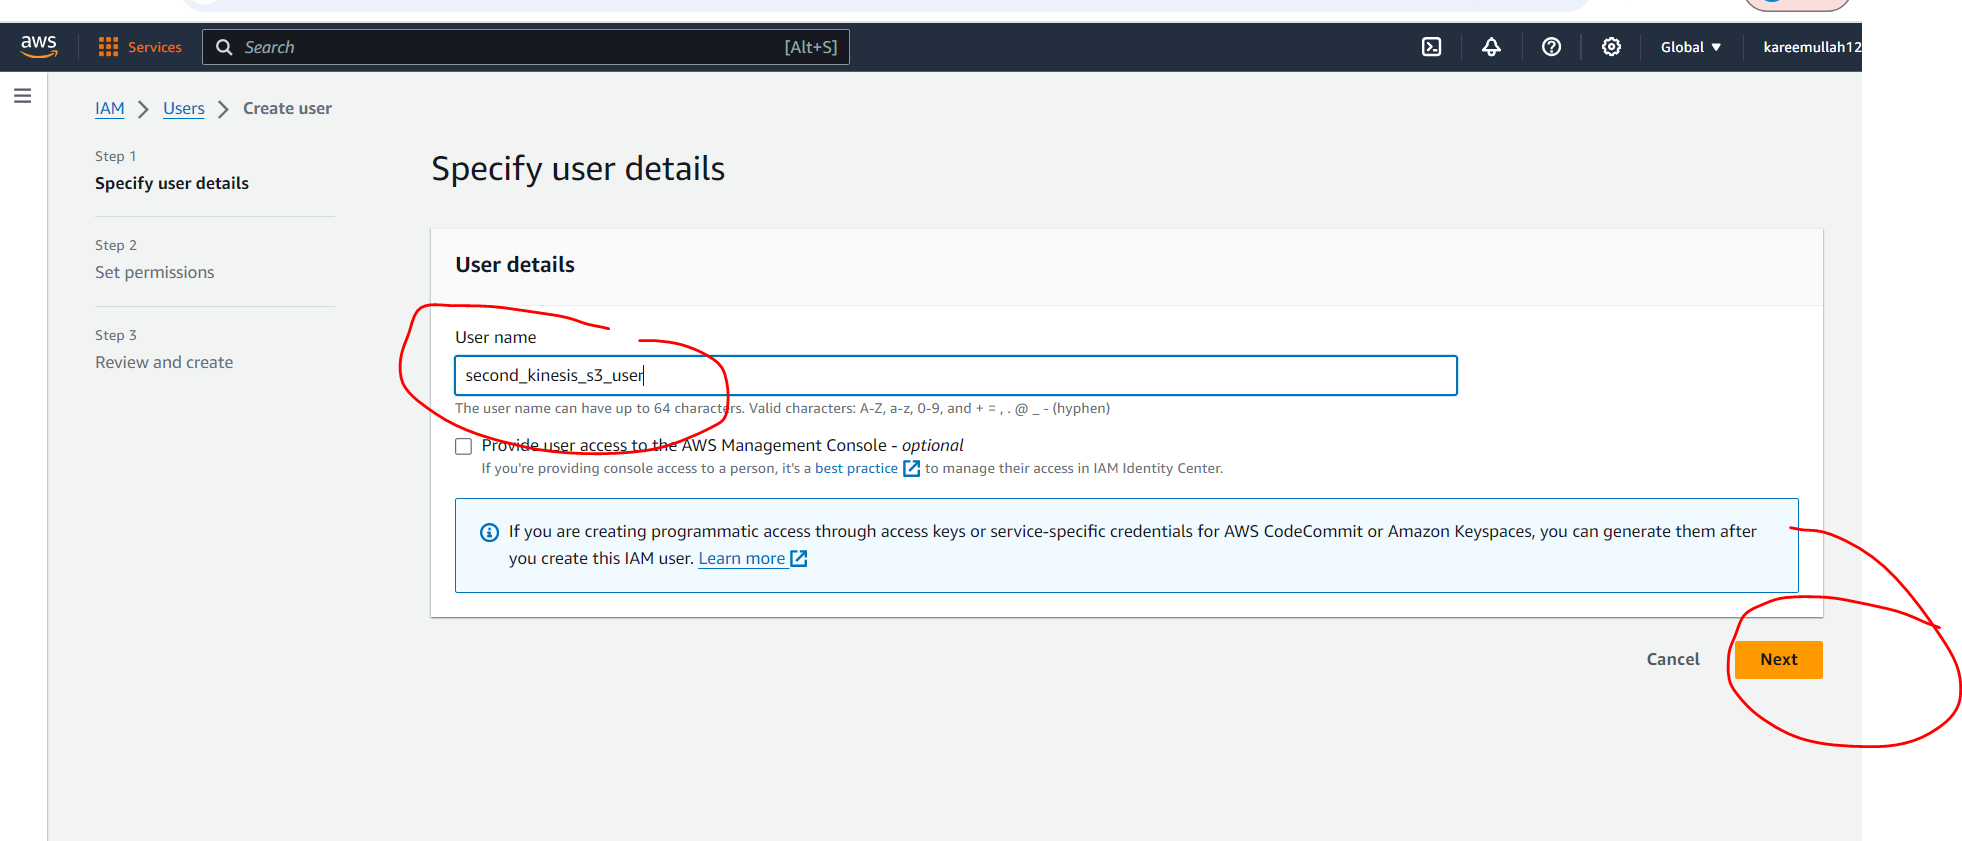 aws Services Search [Alt+S] Global kareemullah12
IAM Users Create user
Step 1
Specify user details
Step 2
Set permissions
Step 3
Review and create
Specify user details
User details
User name
second_kinesis_s3_user
The user name can have up to 64 characters. Valid characters: A-Z, a-z, 0-9, and + = , . @ _ - (hyphen)
Provide user access to the AWS Management Console - optional
If you're providing console access to a person, it's a best practice to manage their access in IAM Identity Center.
If you are creating programmatic access through access keys or service-specific credentials for AWS CodeCommit or Amazon Keyspaces, you can generate them after
you create this IAM user. Learn more
Cancel Next